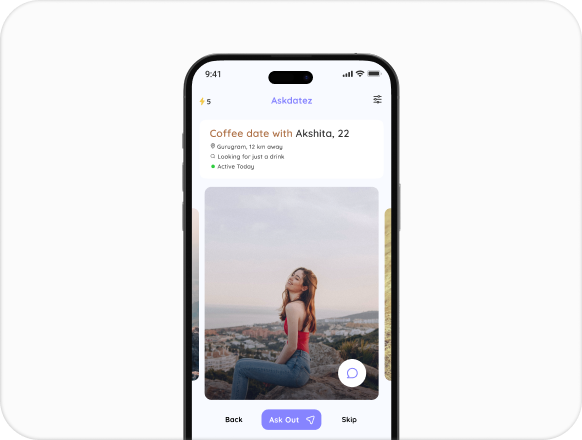 9:41
5
Askdatez
Coffee date with Akshita, 22
Gurugram, 12 km away
Looking for just a drink
Active Today
Back
Ask Out
Skip